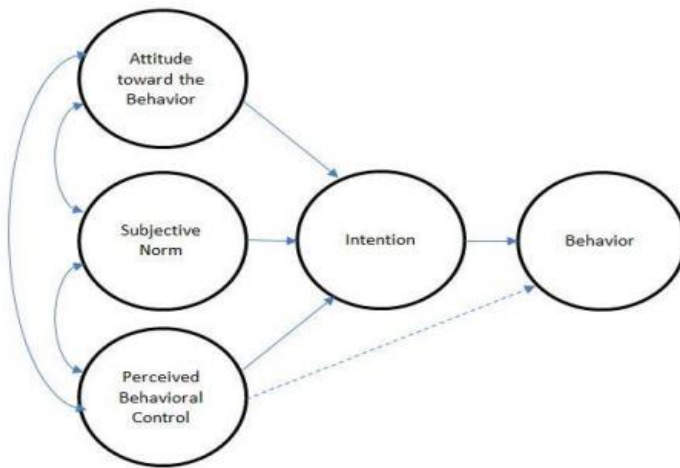 Attitude
toward the
Behavior
Subjective
Norm
Intention
Behavior
Perceived
Behavioral
Control